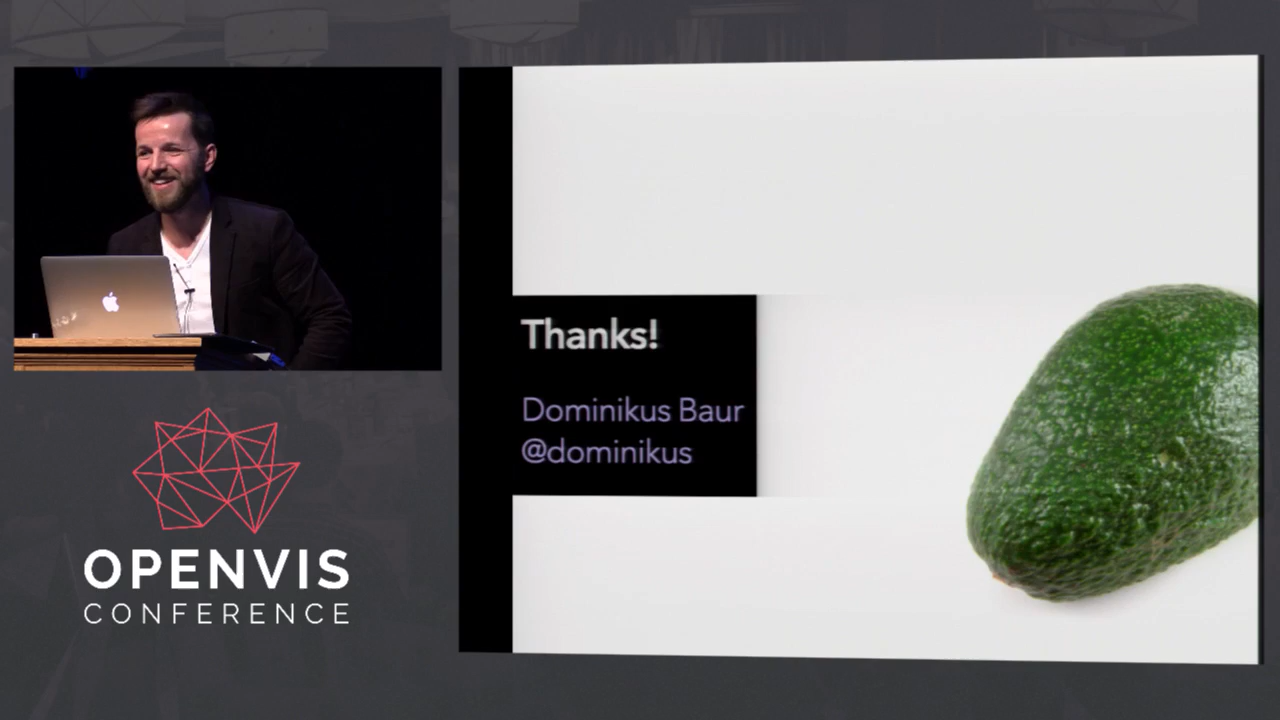 Thanks!
Dominikus Baur
@dominikus
OPENVIS
CONFERENCE